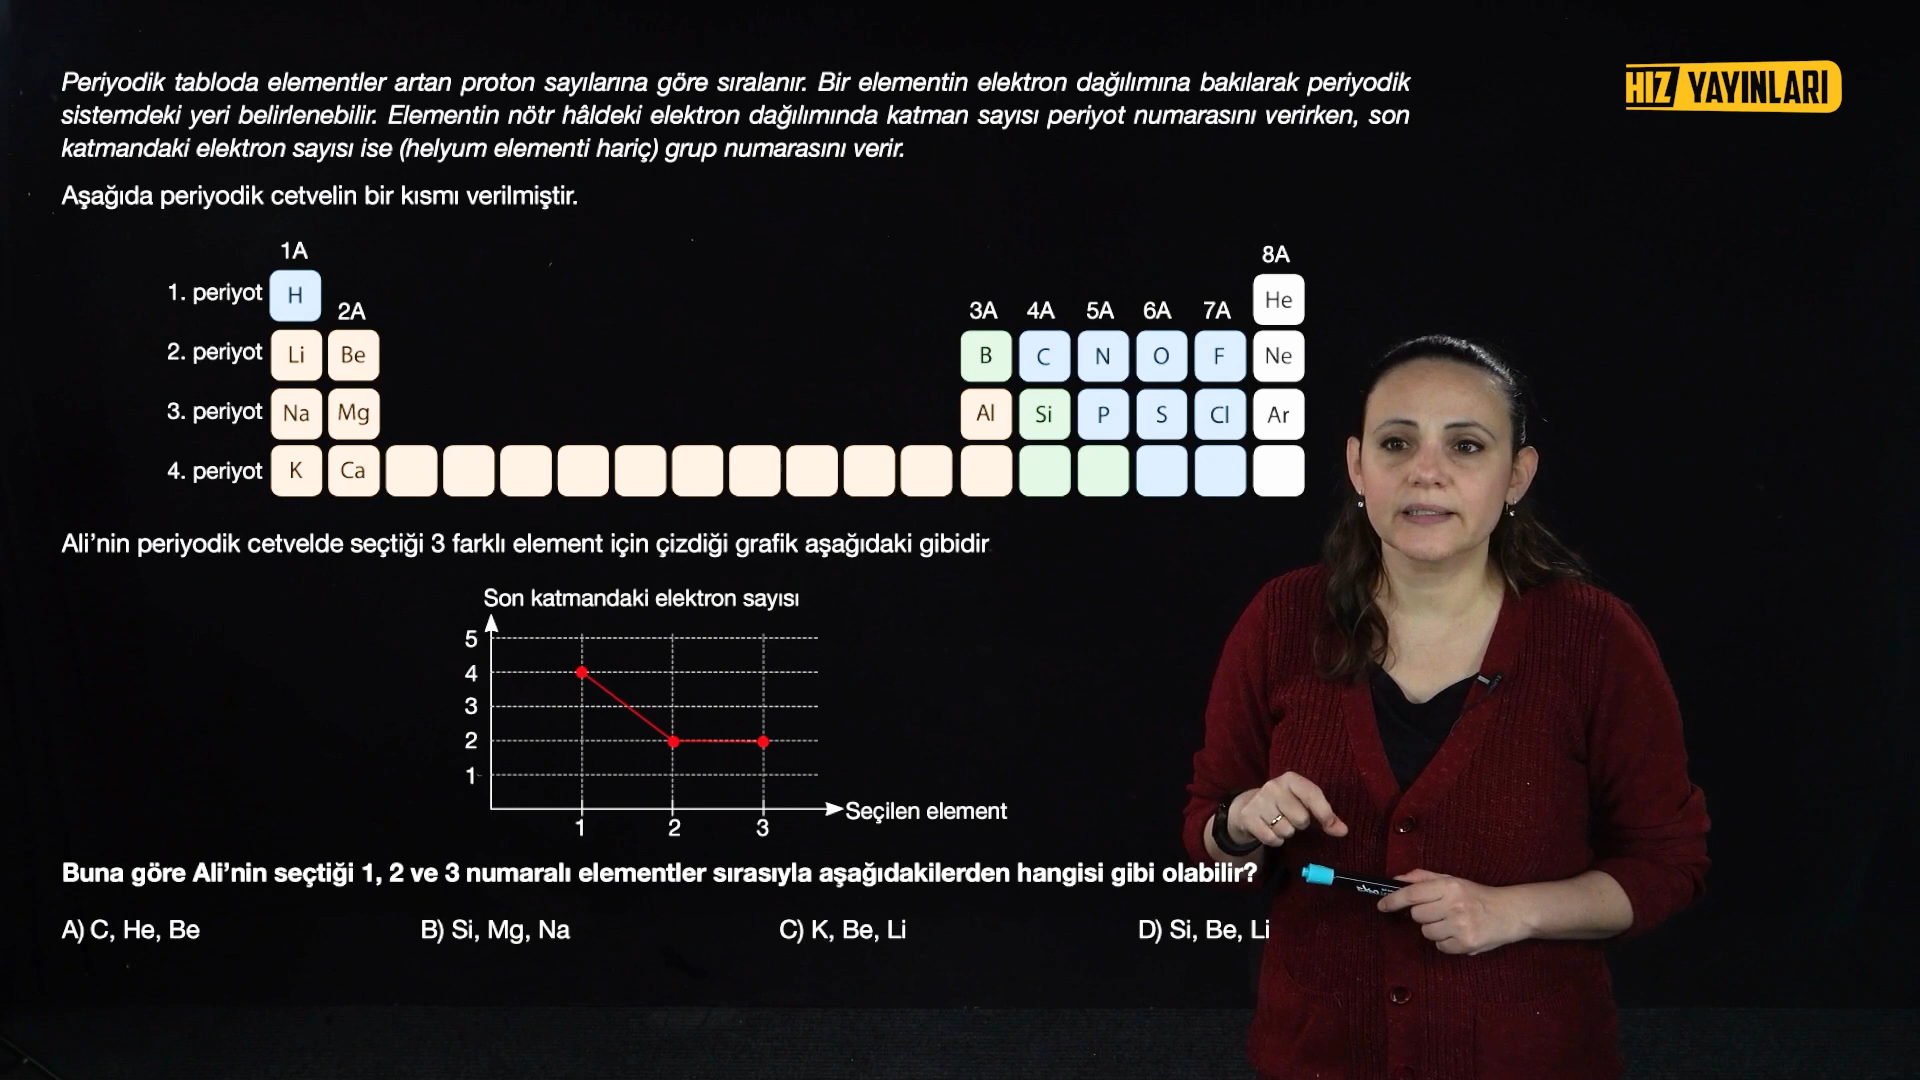 HIZ YAYINLARI
Periyodik tabloda elementler artan proton sayılarına göre sıralanır. Bir elementin elektron dağılımına bakılarak periyodik
sistemdeki yeri belirlenebilir. Elementin nötr hâldeki elektron dağılımında katman sayısı periyot numarasını verirken, son
katmandaki elektron sayısı ise (helyum elementi hariç) grup numarasını verir.
Aşağıda periyodik cetvelin bir kısmı verilmiştir.
1A 8A
1. periyot H He
2A 3A 4A 5A 6A 7A
2. periyot Li Be B C N O F Ne
3. periyot Na Mg Al Si P S Cl Ar
4. periyot K Ca
Ali'nin periyodik cetvelde seçtiği 3 farklı element için çizdiği grafik aşağıdaki gibidir
Son katmandaki elektron sayısı
5
4
3
2
1
Seçilen element
1 2 3
Buna göre Ali'nin seçtiği 1, 2 ve 3 numaralı elementler sırasıyla aşağıdakilerden hangisi gibi olabilir?
A) C, He, Be B) Si, Mg, Na C) K, Be, Li D) Si, Be, Li